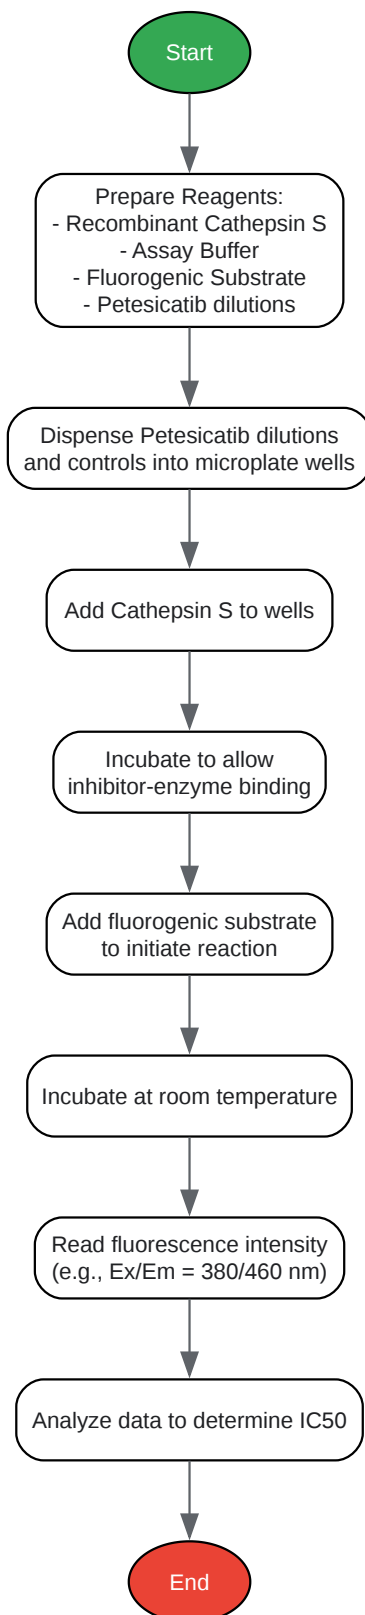 Start
Prepare Reagents:
- Recombinant Cathepsin S
- Assay Buffer
- Fluorogenic Substrate
- Petesicatib dilutions
Dispense Petesicatib dilutions
and controls into microplate wells
Add Cathepsin S to wells
Incubate to allow
inhibitor-enzyme binding
Add fluorogenic substrate
to initiate reaction
Incubate at room temperature
Read fluorescence intensity
(e.g., Ex/Em = 380/460 nm)
Analyze data to determine IC50
End